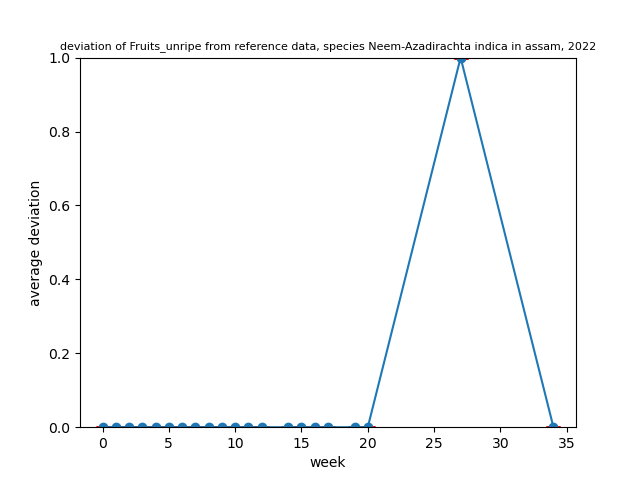 deviation of Fruits_unripe from reference data, species Neem-Azadirachta indica in assam, 2022
1.0
0.8
0.6
0.4
0.2
0.0
average deviation
0 5 10 15 20 25 30 35
week